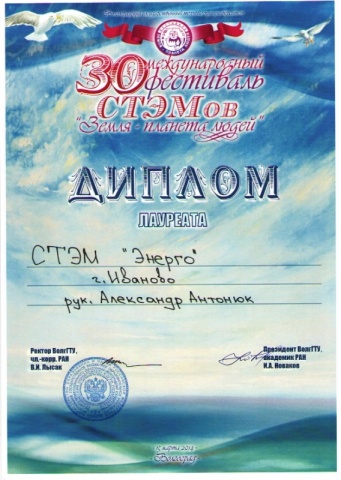 30 международный
фестиваль
СТЭМов
"Земля - планета людей"
ДИПЛОМ
ЛАУРЕАТА
СТЭМ "Энерго"
г. Иваново
рук. Александр Антонюк
Ректор ВолгГТУ,
чл.-корр. РАН
В.И. Лысак
Президент ВолгГТУ,
академик РАН
И.А. Новаков
марта
Волгоград